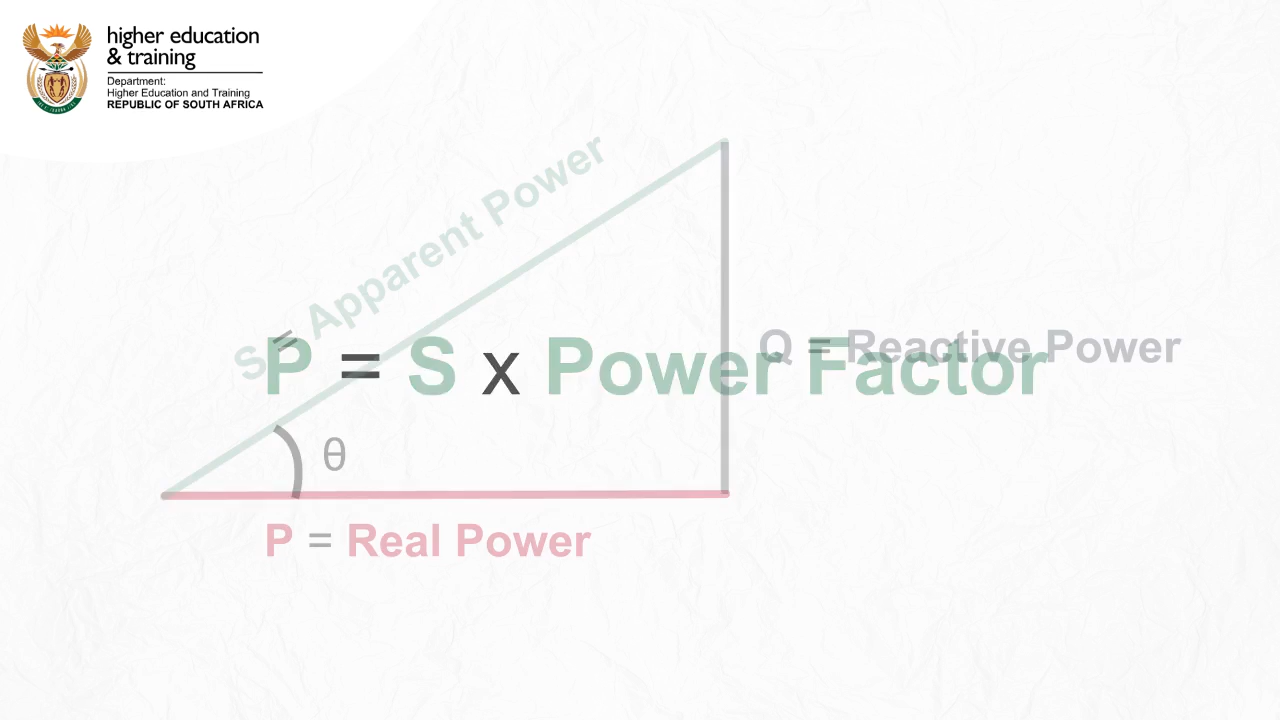 higher education
& training
Department:
Higher Education and Training
REPUBLIC OF SOUTH AFRICA
S = Apparent Power
P = S x Power Factor
Q = Reactive Power
θ
P = Real Power